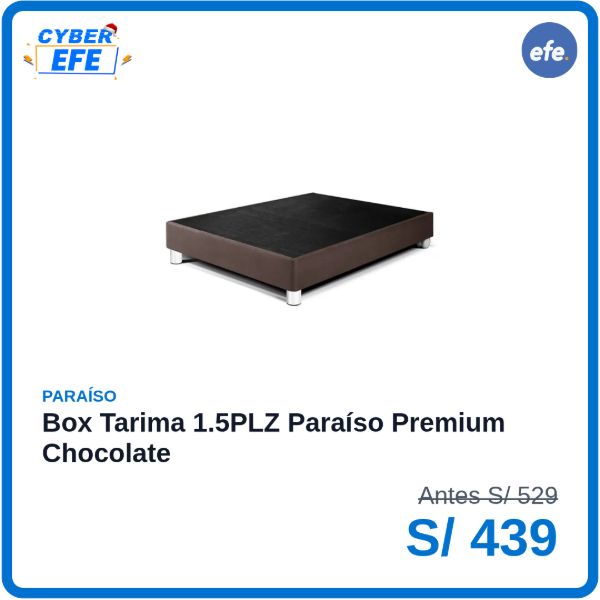 CYBER
EFE
efe.
PARAÍSO
Box Tarima 1.5PLZ Paraíso Premium
Chocolate
Antes S/ 529
S/ 439